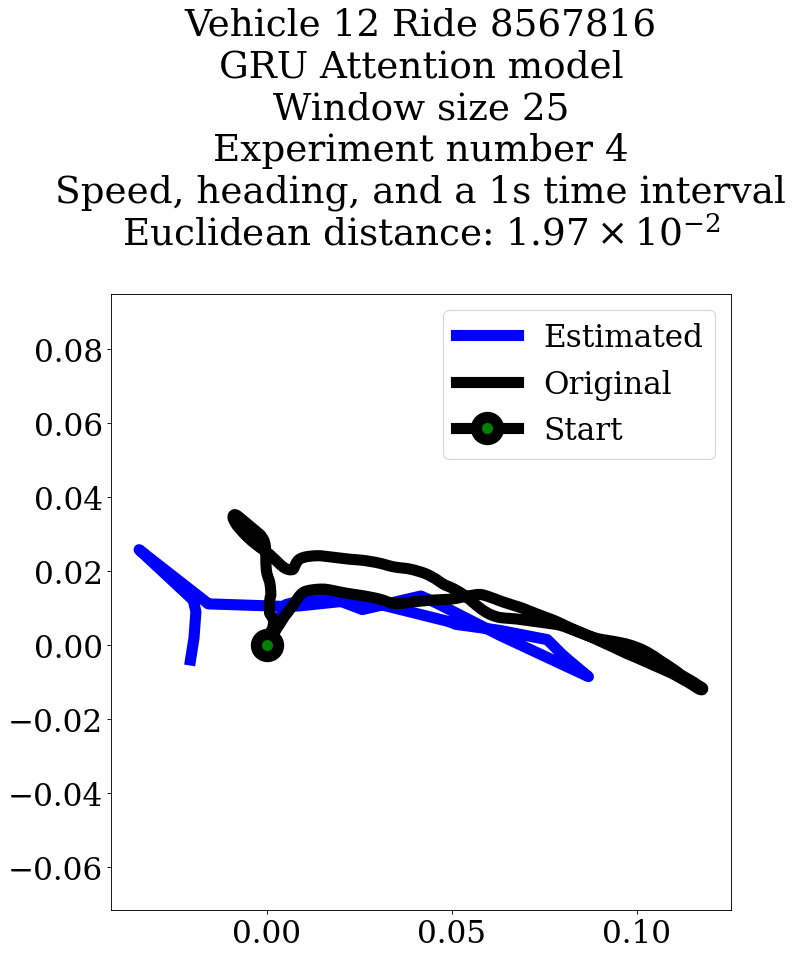 Vehicle 12 Ride 8567816
GRU Attention model
Window size 25
Experiment number 4
Speed, heading, and a 1s time interval
Euclidean distance: 1.97 × 10⁻²
Estimated
Original
Start
0.08
0.06
0.04
0.02
0.00
−0.02
−0.04
−0.06
0.00 0.05 0.10